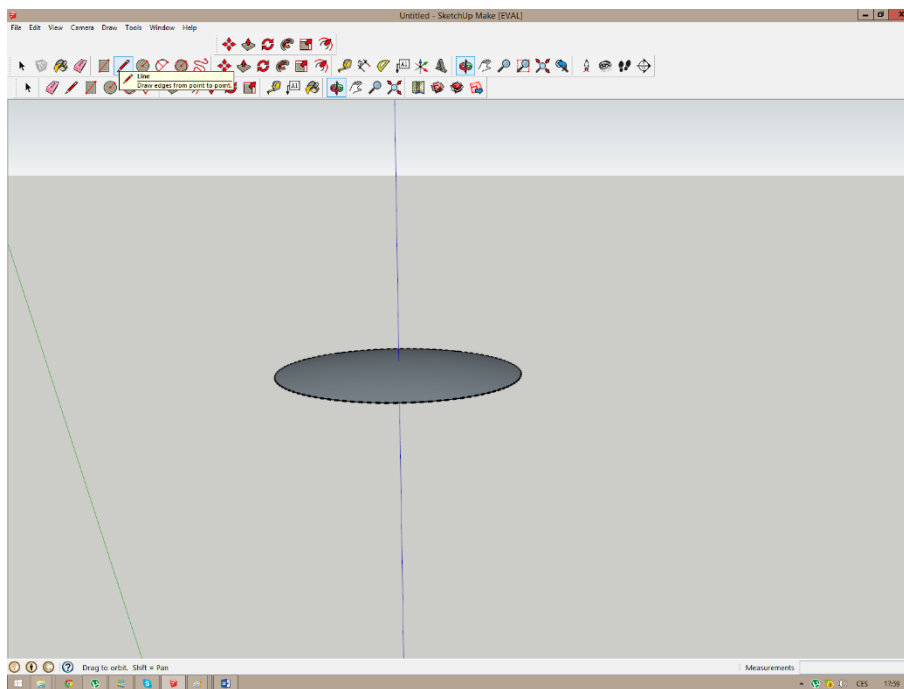 Untitled - SketchUp Make [EVAL]
File Edit View Camera Draw Tools Window Help
Line
Draw edges from point to point.
Drag to orbit. Shift = Pan
Measurements
CES 17:59